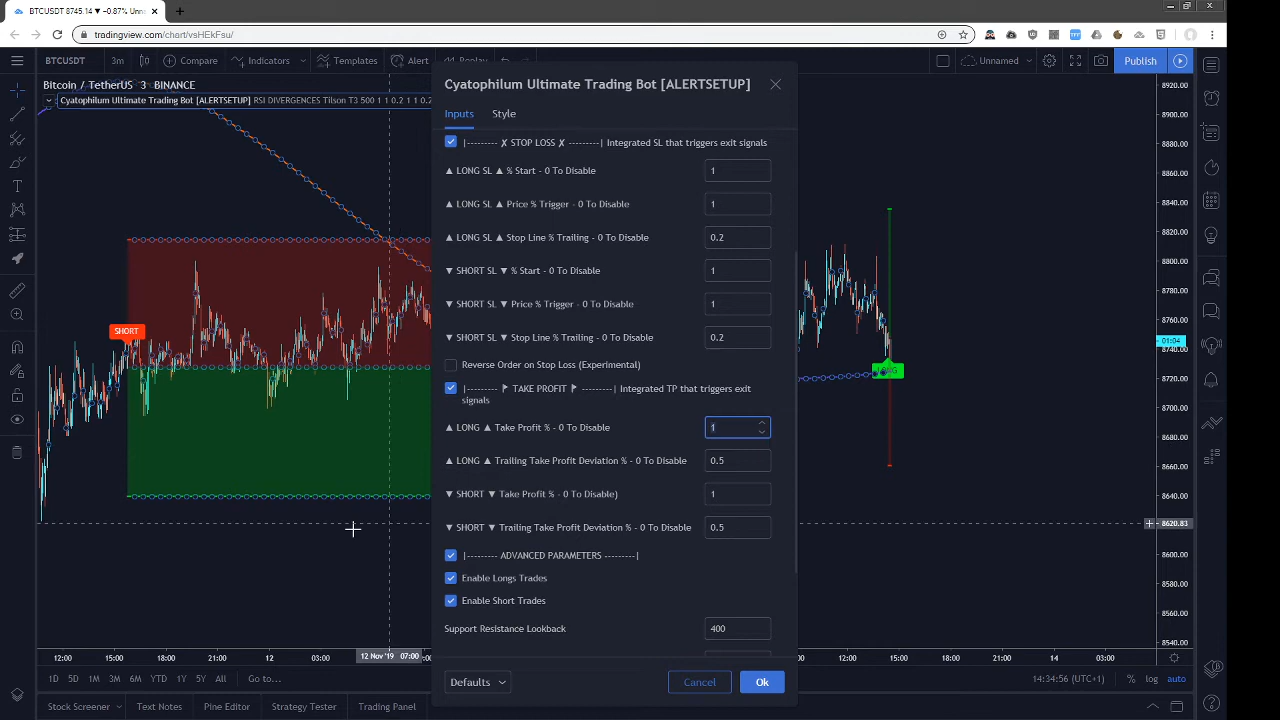 BTCUSDT 8745.14 ▼ −0.87% Unn
tradingview.com/chart/vsHEkFsu/
BTCUSDT 3m Compare Indicators Templates Alert Replay Unnamed Publish
Bitcoin / TetherUS 3 BINANCE
Cyatophilum Ultimate Trading Bot [ALERTSETUP] RSI DIVERGENCES Tilson T3 500 1 1 0.2 1 1 0.2
Cyatophilum Ultimate Trading Bot [ALERTSETUP]
Inputs Style
|--------- ✗ STOP LOSS ✗ ---------| Integrated SL that triggers exit signals
▲ LONG SL ▲ % Start - 0 To Disable 1
▲ LONG SL ▲ Price % Trigger - 0 To Disable 1
▲ LONG SL ▲ Stop Line % Trailing - 0 To Disable 0.2
▼ SHORT SL ▼ % Start - 0 To Disable 1
▼ SHORT SL ▼ Price % Trigger - 0 To Disable 1
▼ SHORT SL ▼ Stop Line % Trailing - 0 To Disable 0.2
Reverse Order on Stop Loss (Experimental)
|-------- 🏱 TAKE PROFIT 🏱 ---------| Integrated TP that triggers exit
signals
▲ LONG ▲ Take Profit % - 0 To Disable 1
▲ LONG ▲ Trailing Take Profit Deviation % - 0 To Disable 0.5
▼ SHORT ▼ Take Profit % - 0 To Disable) 1
▼ SHORT ▼ Trailing Take Profit Deviation % - 0 To Disable 0.5
|--------- ADVANCED PARAMETERS ---------|
Enable Longs Trades
Enable Short Trades
Support Resistance Lookback 400
Defaults Cancel Ok
SHORT
LONG
8920.00
8900.00
8880.00
8860.00
8840.00
8820.00
8800.00
8780.00
8760.00
01:04
8740.00
8720.00
8700.00
8680.00
8660.00
8640.00
8620.83
8600.00
8580.00
8560.00
8540.00
12:00 15:00 18:00 21:00 12 03:00 12 Nov '19 07:00 12:00 15:00 18:00 21:00 14 03:00
1D 5D 1M 3M 6M YTD 1Y 5Y All Go to... 14:34:56 (UTC+1) % log auto
Stock Screener Text Notes Pine Editor Strategy Tester Trading Panel